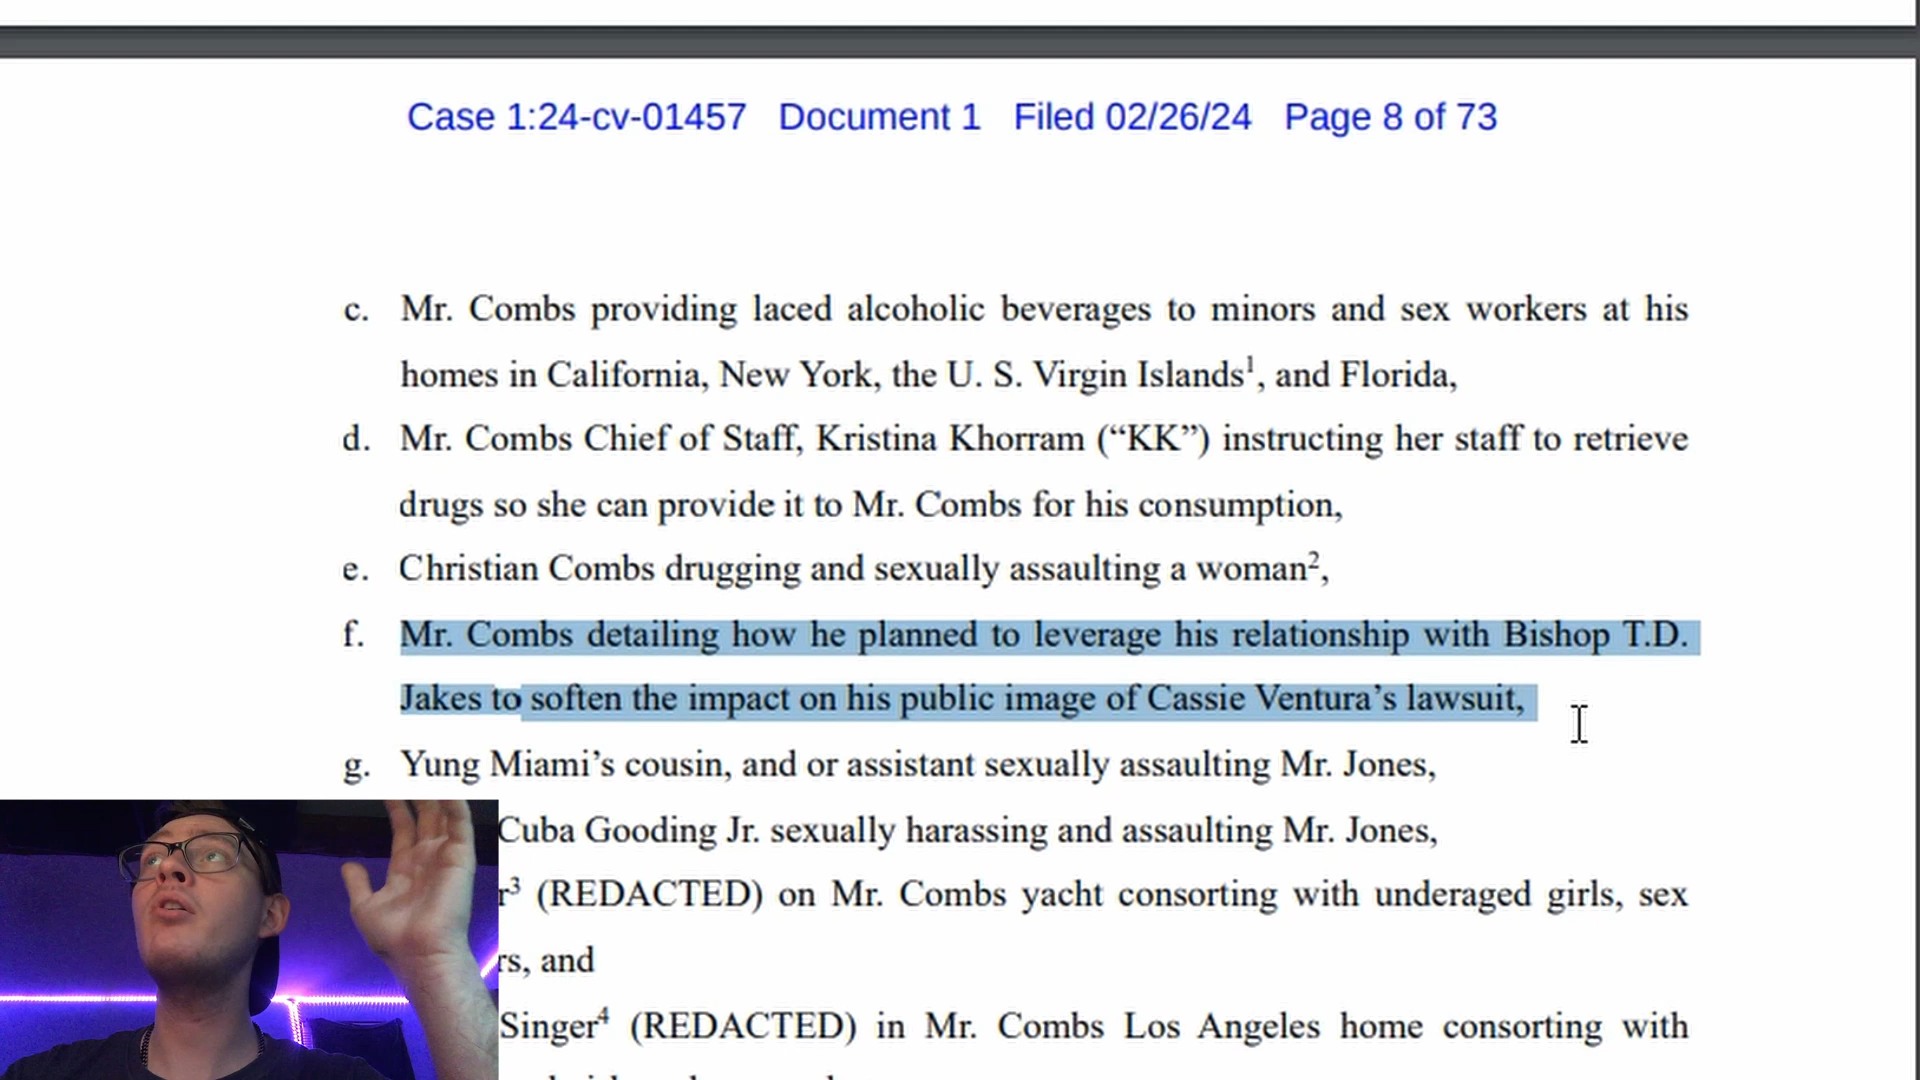 Case 1:24-cv-01457 Document 1 Filed 02/26/24 Page 8 of 73
c. Mr. Combs providing laced alcoholic beverages to minors and sex workers at his
homes in California, New York, the U. S. Virgin Islands¹, and Florida,
d. Mr. Combs Chief of Staff, Kristina Khorram (“KK”) instructing her staff to retrieve
drugs so she can provide it to Mr. Combs for his consumption,
e. Christian Combs drugging and sexually assaulting a woman²,
f. Mr. Combs detailing how he planned to leverage his relationship with Bishop T.D.
Jakes to soften the impact on his public image of Cassie Ventura’s lawsuit,
g. Yung Miami’s cousin, and or assistant sexually assaulting Mr. Jones,
Cuba Gooding Jr. sexually harassing and assaulting Mr. Jones,
r³ (REDACTED) on Mr. Combs yacht consorting with underaged girls, sex
rs, and
Singer⁴ (REDACTED) in Mr. Combs Los Angeles home consorting with